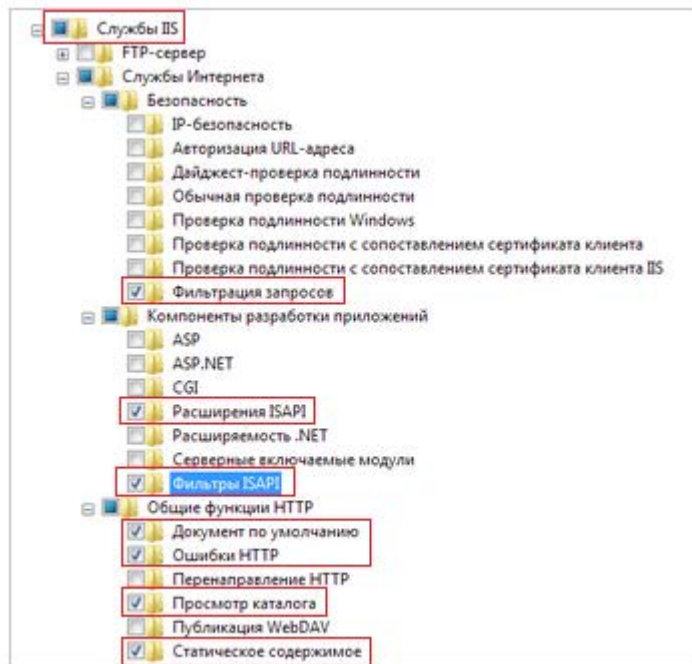 Службы IIS
FTP-сервер
Службы Интернета
Безопасность
IP-безопасность
Авторизация URL-адреса
Дайджест-проверка подлинности
Обычная проверка подлинности
Проверка подлинности Windows
Проверка подлинности с сопоставлением сертификата клиента
Проверка подлинности с сопоставлением сертификата клиента IIS
Фильтрация запросов
Компоненты разработки приложений
ASP
ASP.NET
CGI
Расширения ISAPI
Расширяемость .NET
Серверные включаемые модули
Фильтры ISAPI
Общие функции HTTP
Документ по умолчанию
Ошибки HTTP
Перенаправление HTTP
Просмотр каталога
Публикация WebDAV
Статическое содержимое